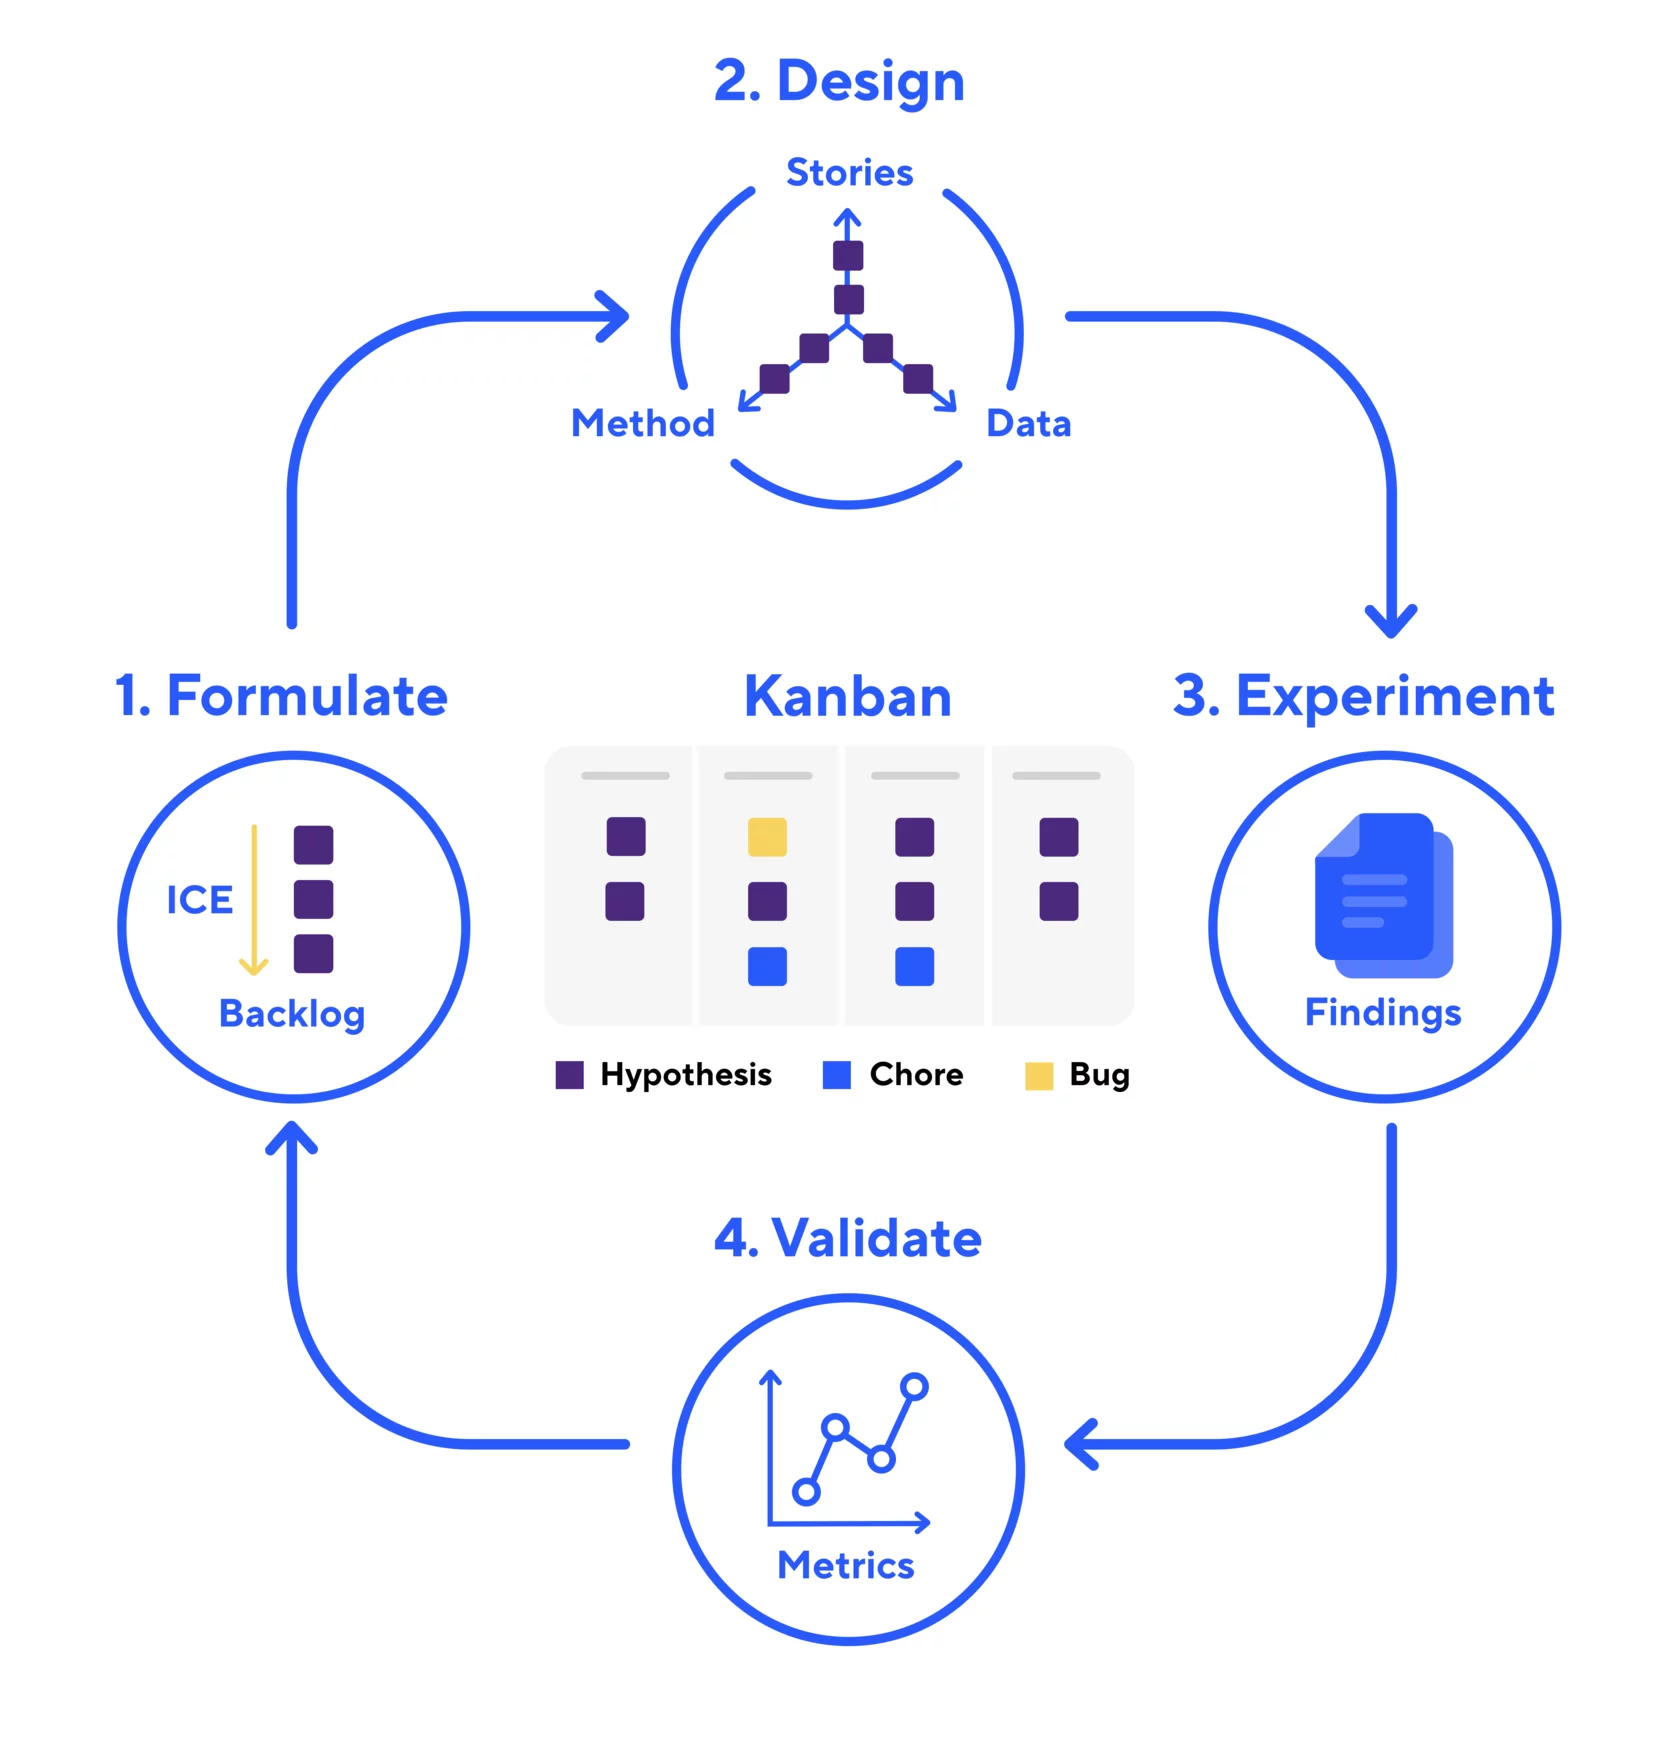 2. Design
Stories
Method
Data
1. Formulate
Kanban
3. Experiment
ICE
Backlog
Findings
Hypothesis
Chore
Bug
4. Validate
Metrics